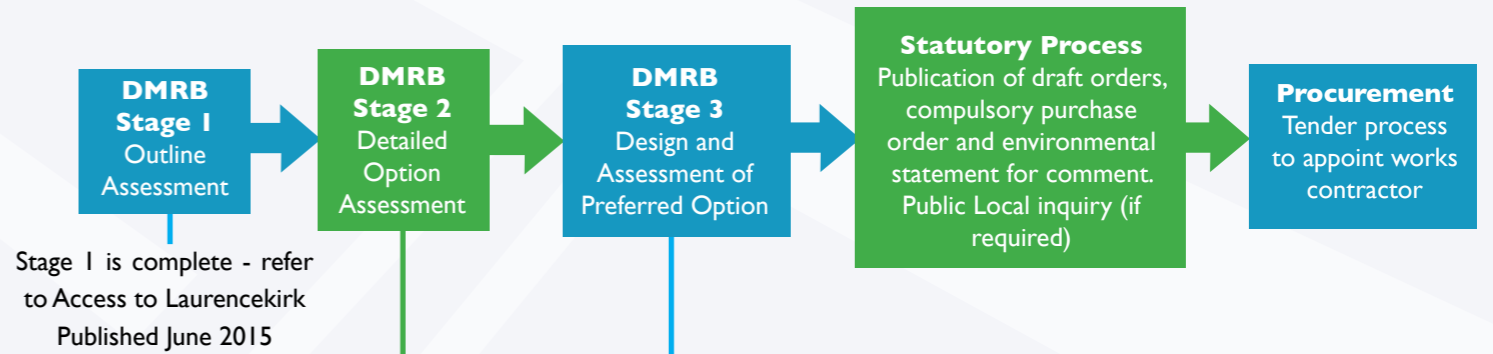 DMRB
Stage 1
Outline
Assessment
DMRB
Stage 2
Detailed
Option
Assessment
DMRB
Stage 3
Design and
Assessment of
Preferred Option
Statutory Process
Publication of draft orders,
compulsory purchase
order and environmental
statement for comment.
Public Local inquiry (if
required)
Procurement
Tender process
to appoint works
contractor
Stage 1 is complete - refer
to Access to Laurencekirk
Published June 2015